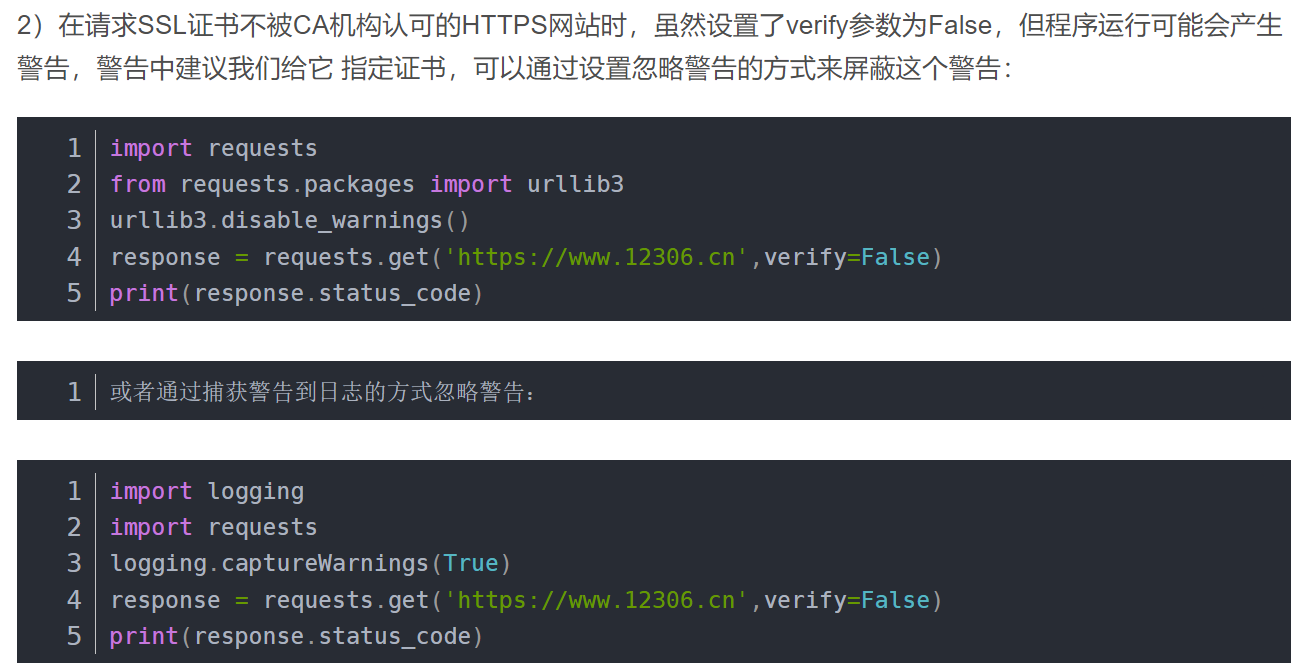 2）在请求SSL证书不被CA机构认可的HTTPS网站时，虽然设置了verify参数为False，但程序运行可能会产生
警告，警告中建议我们给它 指定证书，可以通过设置忽略警告的方式来屏蔽这个警告：
1 import requests
2 from requests.packages import urllib3
3 urllib3.disable_warnings()
4 response = requests.get('https://www.12306.cn',verify=False)
5 print(response.status_code)
1 或者通过捕获警告到日志的方式忽略警告：
1 import logging
2 import requests
3 logging.captureWarnings(True)
4 response = requests.get('https://www.12306.cn',verify=False)
5 print(response.status_code)